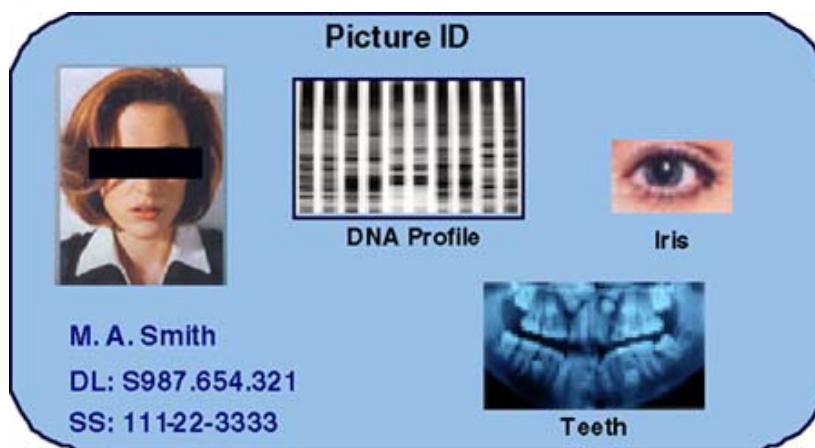 Picture ID
DNA Profile
Iris
M. A. Smith
DL: S987.654.321
SS: 111-22-3333
Teeth